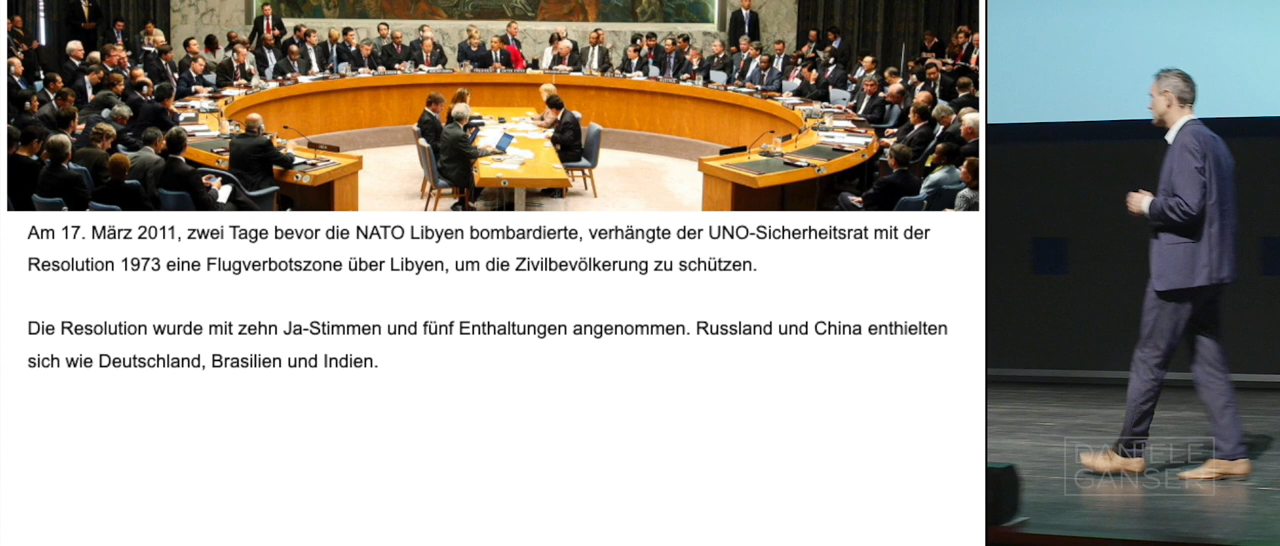 Am 17. März 2011, zwei Tage bevor die NATO Libyen bombardierte, verhängte der UNO-Sicherheitsrat mit der
Resolution 1973 eine Flugverbotszone über Libyen, um die Zivilbevölkerung zu schützen.
Die Resolution wurde mit zehn Ja-Stimmen und fünf Enthaltungen angenommen. Russland und China enthielten
sich wie Deutschland, Brasilien und Indien.
DANIELE
GANSER